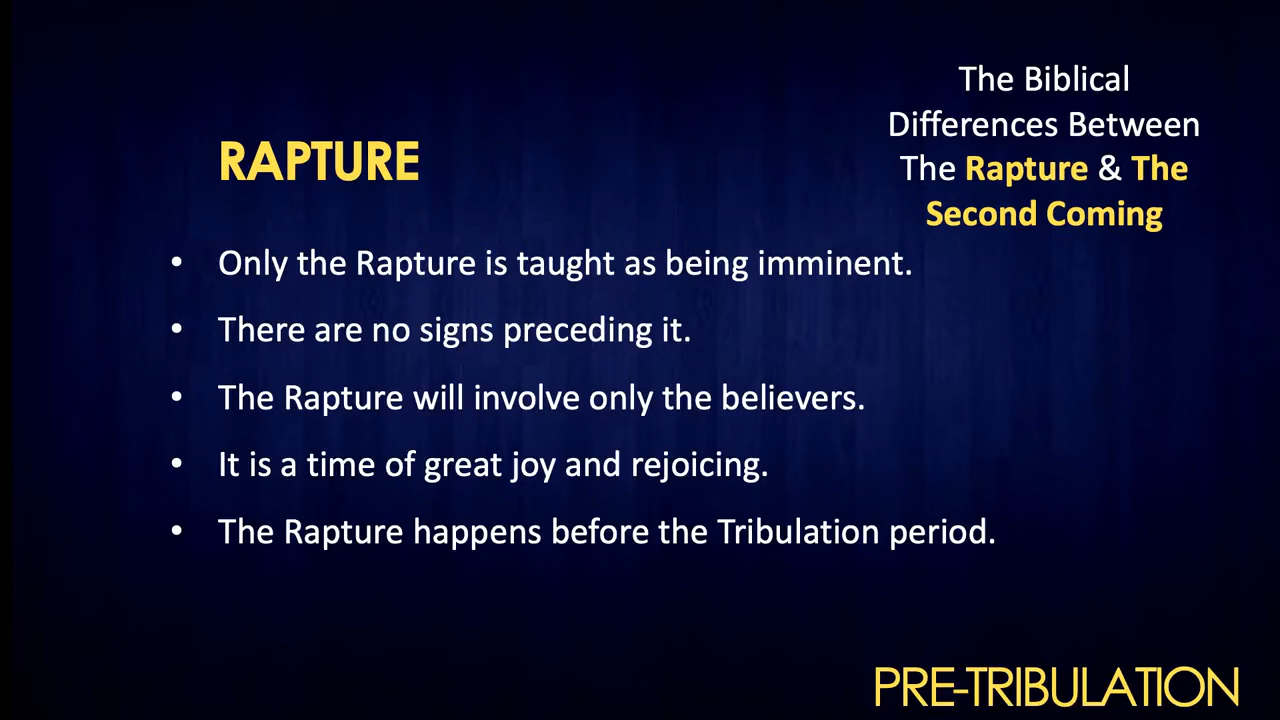 The Biblical
Differences Between
The Rapture & The
Second Coming
RAPTURE
• Only the Rapture is taught as being imminent.
• There are no signs preceding it.
• The Rapture will involve only the believers.
• It is a time of great joy and rejoicing.
• The Rapture happens before the Tribulation period.
PRE-TRIBULATION